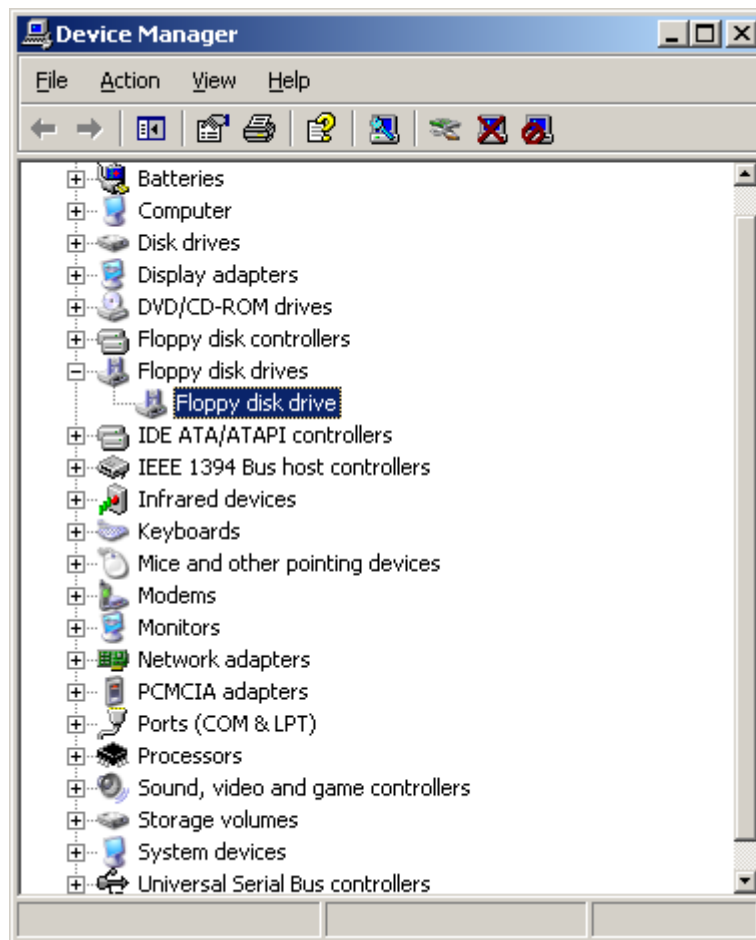 Device Manager
File Action View Help
Batteries
Computer
Disk drives
Display adapters
DVD/CD-ROM drives
Floppy disk controllers
Floppy disk drives
Floppy disk drive
IDE ATA/ATAPI controllers
IEEE 1394 Bus host controllers
Infrared devices
Keyboards
Mice and other pointing devices
Modems
Monitors
Network adapters
PCMCIA adapters
Ports (COM & LPT)
Processors
Sound, video and game controllers
Storage volumes
System devices
Universal Serial Bus controllers